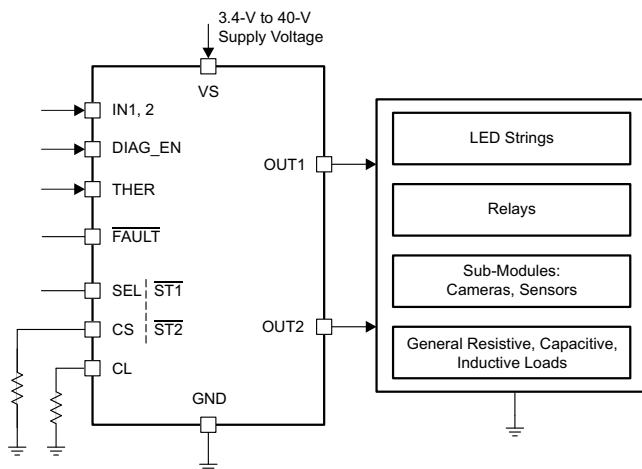 3.4-V to 40-V
Supply Voltage
VS
IN1, 2
DIAG_EN
THER
FAULT
SEL ST1
CS ST2
CL
GND
OUT1
OUT2
LED Strings
Relays
Sub-Modules:
Cameras, Sensors
General Resistive, Capacitive,
Inductive Loads